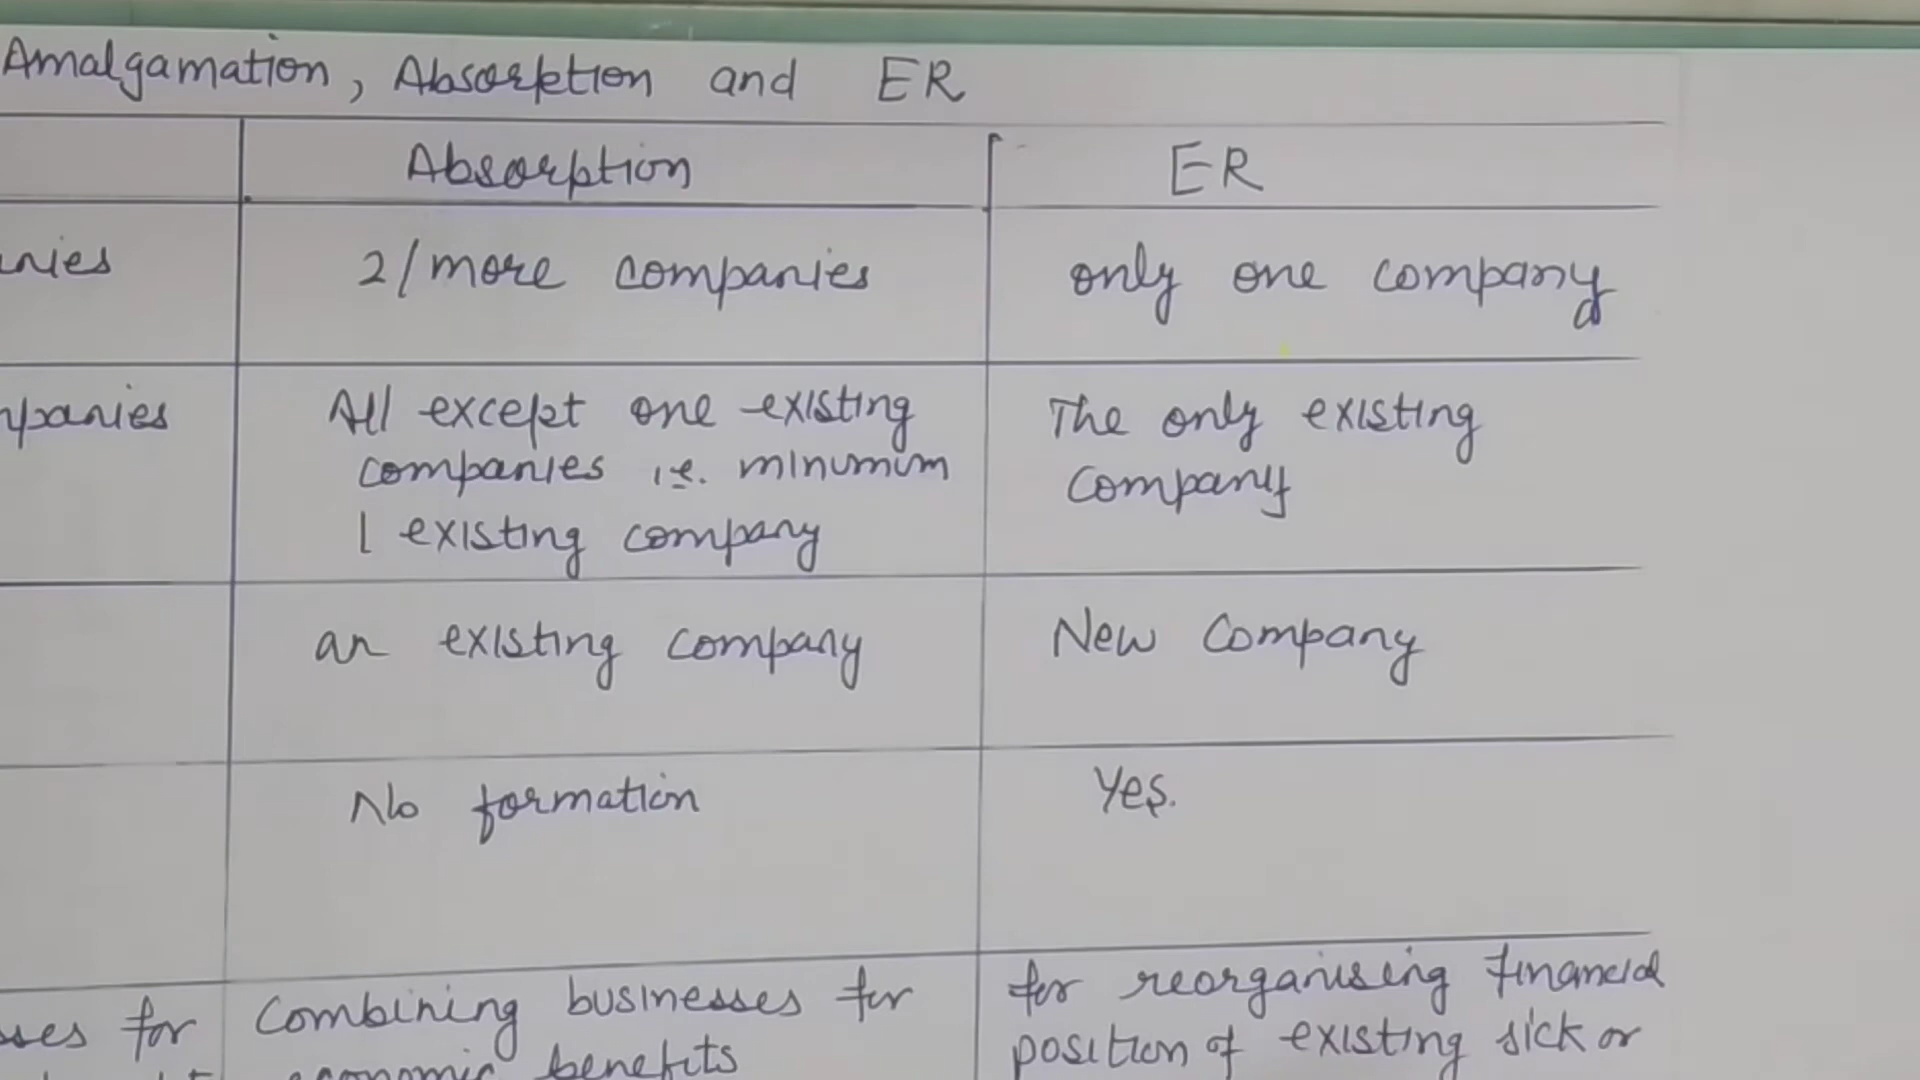 Amalgamation, Absorption and ER
Absorption ER
2/more companies only one company
All except one existing The only existing
companies i.e. minimum company
1 existing company
an existing company New Company
No formation Yes.
for Combining businesses for for reorganising financial
economic benefits position of existing sick or